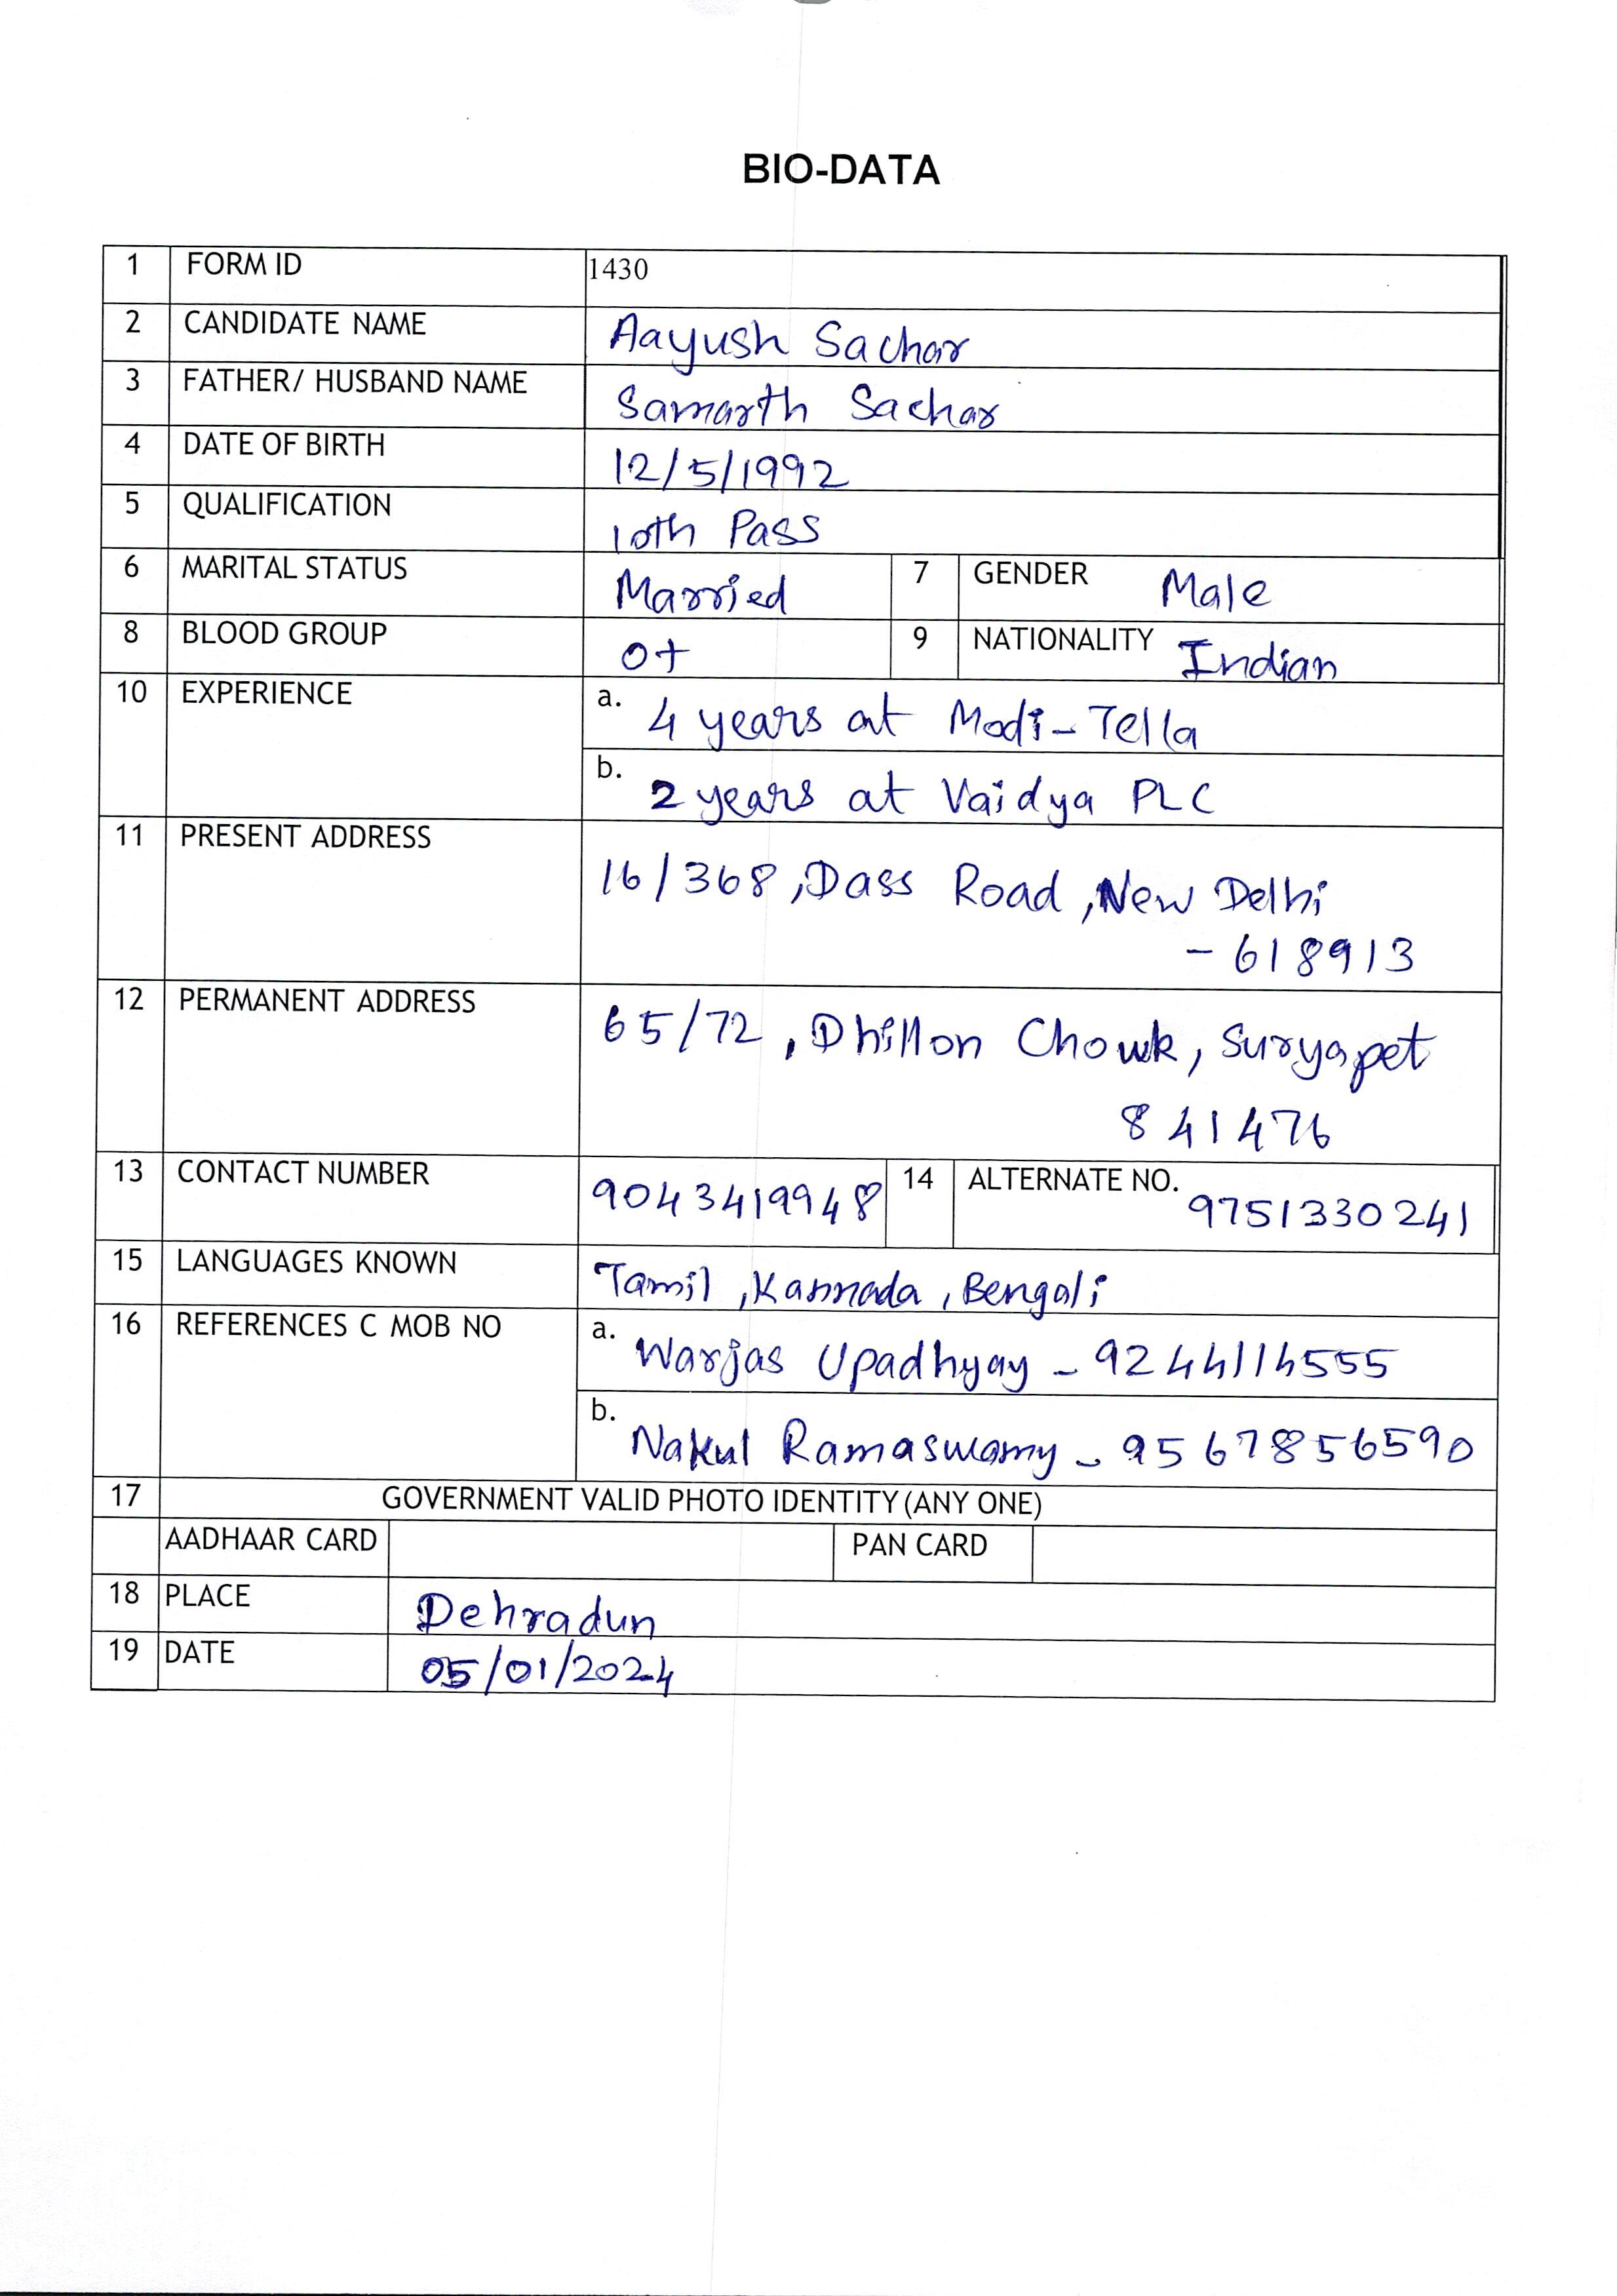 BIO-DATA
1 FORM ID 1430
2 CANDIDATE NAME Aayush Sachar
3 FATHER/ HUSBAND NAME Samarth Sachar
4 DATE OF BIRTH 12/5/1992
5 QUALIFICATION 10th Pass
6 MARITAL STATUS Married 7 GENDER Male
8 BLOOD GROUP O+ 9 NATIONALITY Indian
10 EXPERIENCE a. 4 years at Modi-Tella
b. 2 years at Vaidya PLC
11 PRESENT ADDRESS 16/368, Dass Road, New Delhi
- 618913
12 PERMANENT ADDRESS 65/72, Dhillon Chowk, Suryapet
841476
13 CONTACT NUMBER 9043419948 14 ALTERNATE NO. 9751330241
15 LANGUAGES KNOWN Tamil, Kannada, Bengali
16 REFERENCES C MOB NO a. Warjas Upadhyay - 9244114555
b. Nakul Ramaswamy - 9567856590
17 GOVERNMENT VALID PHOTO IDENTITY (ANY ONE)
AADHAAR CARD PAN CARD
18 PLACE Dehradun
19 DATE 05/01/2024